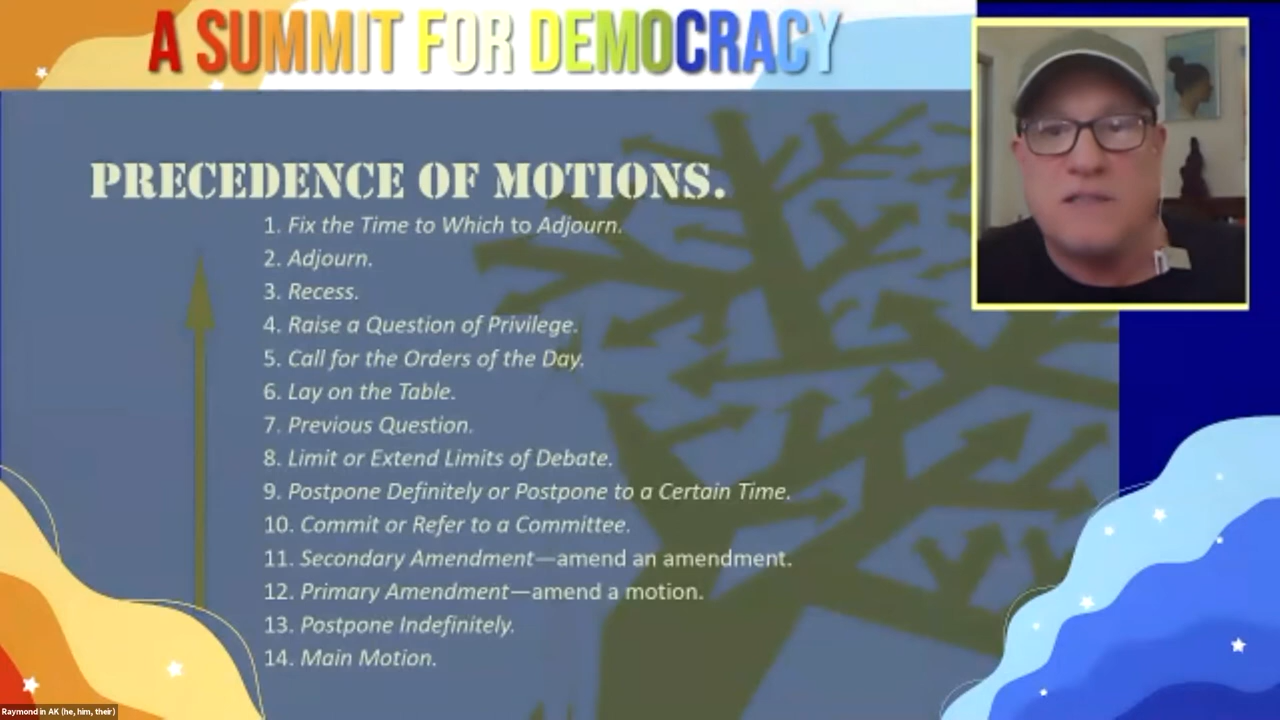 A SUMMIT FOR DEMOCRACY
PRECEDENCE OF MOTIONS.
1. Fix the Time to Which to Adjourn.
2. Adjourn.
3. Recess.
4. Raise a Question of Privilege.
5. Call for the Orders of the Day.
6. Lay on the Table.
7. Previous Question.
8. Limit or Extend Limits of Debate.
9. Postpone Definitely or Postpone to a Certain Time.
10. Commit or Refer to a Committee.
11. Secondary Amendment—amend an amendment.
12. Primary Amendment—amend a motion.
13. Postpone Indefinitely.
14. Main Motion.
Raymond in AK (he, him, their)